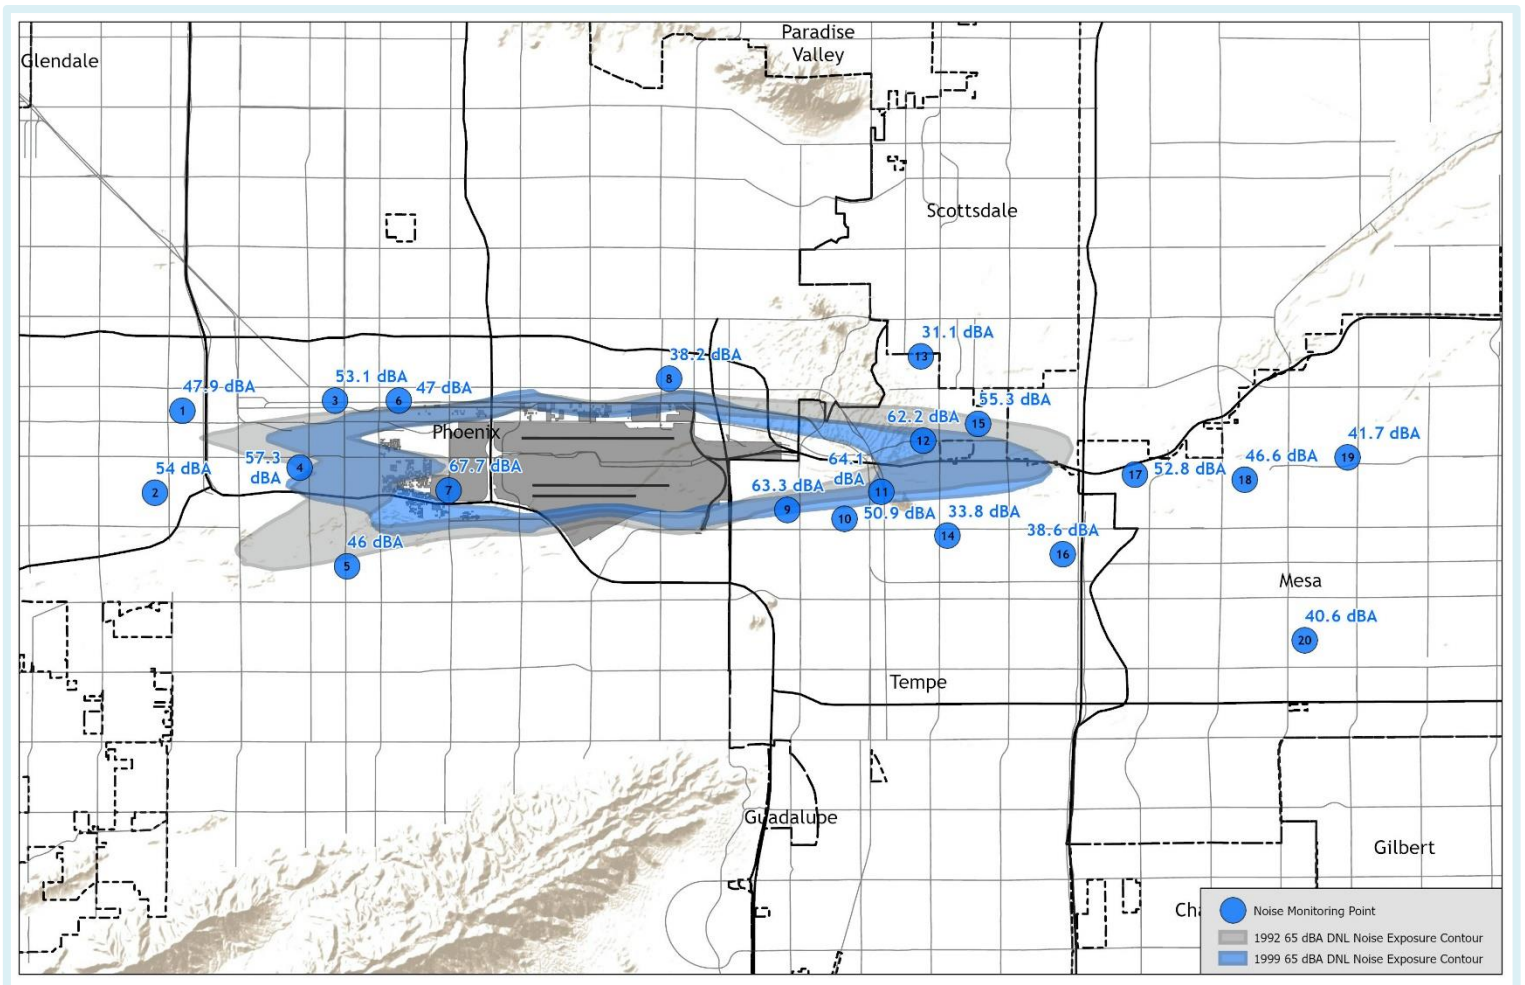 Paradise
Valley
Glendale
Scottsdale
31.1 dBA
13
38.2 dBA
8
53.1 dBA
3
47 dBA
6
47.9 dBA
1
55.3 dBA
15
62.2 dBA
12
Phoenix
41.7 dBA
19
57.3
dBA
4
67.7 dBA
7
64.1
dBA
11
54 dBA
2
52.8 dBA
17
46.6 dBA
18
63.3 dBA
9
50.9 dBA
10
33.8 dBA
14
38.6 dBA
16
46 dBA
5
Mesa
40.6 dBA
20
Tempe
Guadalupe
Gilbert
Cha
Noise Monitoring Point
1992 65 dBA DNL Noise Exposure Contour
1999 65 dBA DNL Noise Exposure Contour